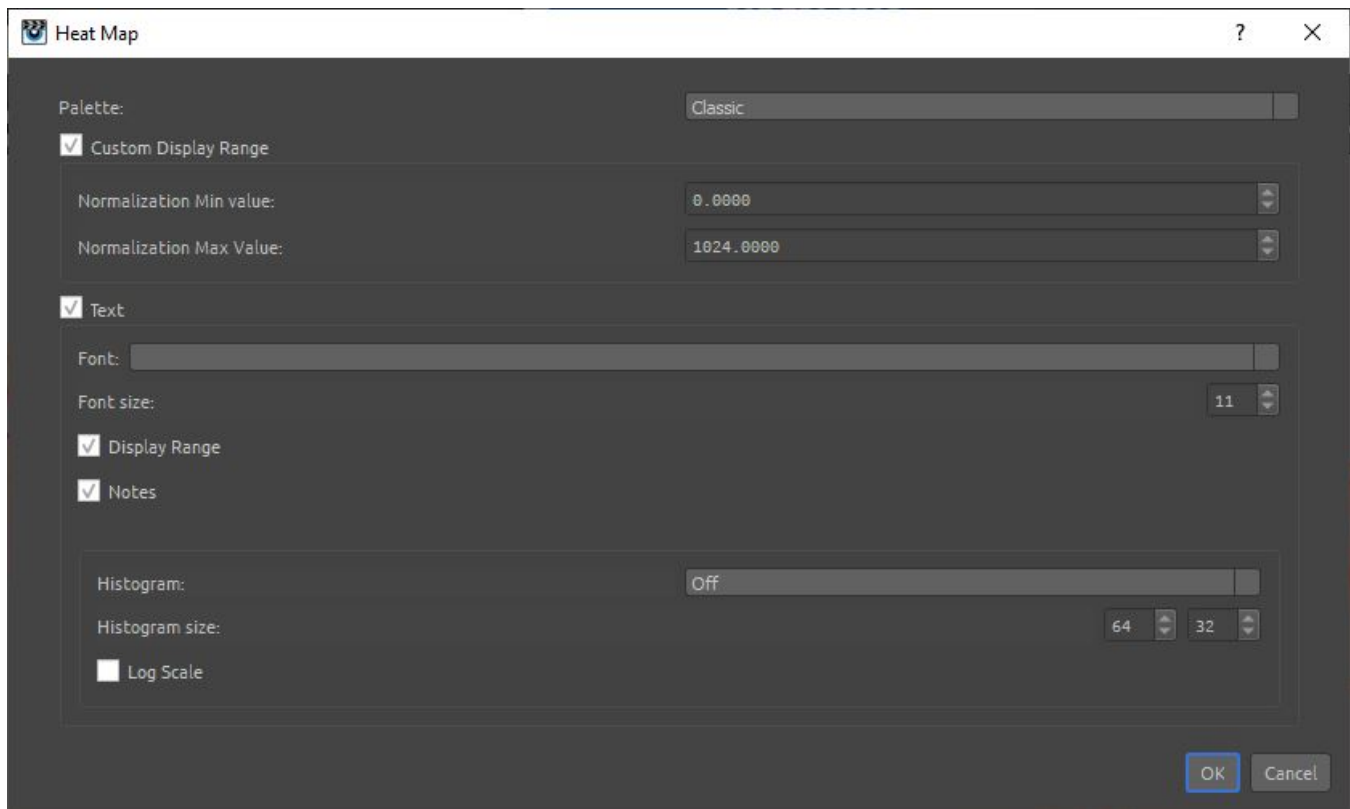 Heat Map ?
Palette: Classic
Custom Display Range
Normalization Min value: 0.0000
Normalization Max Value: 1024.0000
Text
Font:
Font size: 11
Display Range
Notes
Histogram: Off
Histogram size: 64 32
Log Scale
OK Cancel